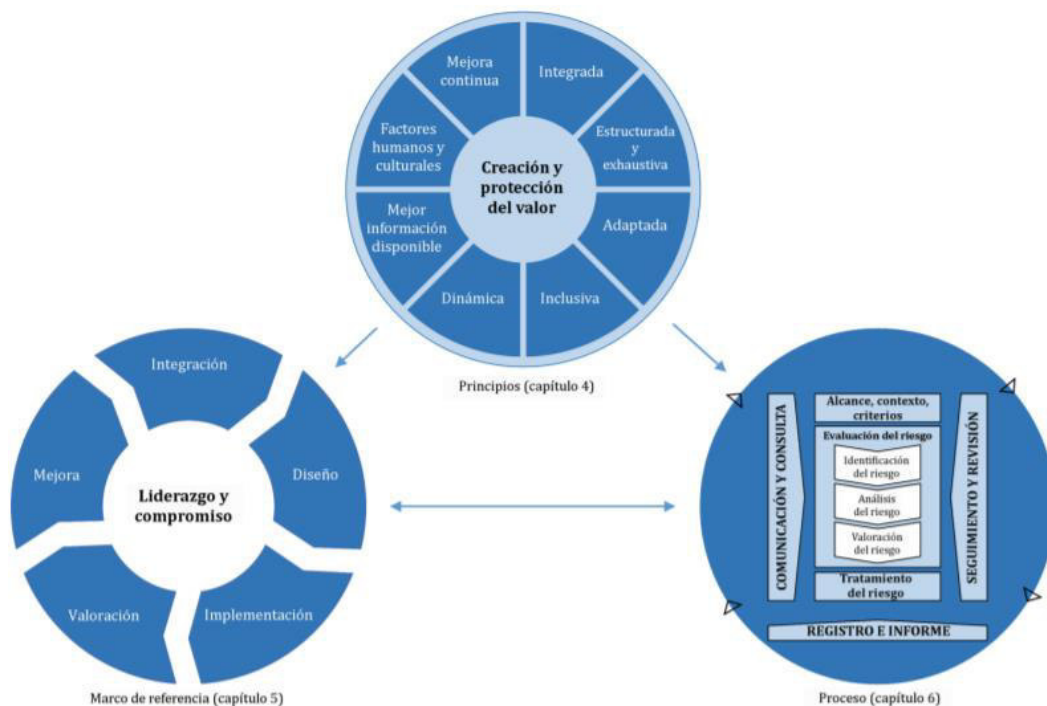 Mejora
continua
Integrada
Estructurada
y
exhaustiva
Adaptada
Inclusiva
Dinámica
Mejor
información
disponible
Factores
humanos y
culturales
Creación y
protección
del valor
Principios (capítulo 4)
Integración
Diseño
Implementación
Valoración
Mejora
Liderazgo y
compromiso
Marco de referencia (capítulo 5)
COMUNICACIÓN Y CONSULTA
Alcance, contexto,
criterios
Evaluación del riesgo
Identificación
del riesgo
Análisis
del riesgo
Valoración
del riesgo
Tratamiento
del riesgo
SEGUIMIENTO Y REVISIÓN
REGISTRO E INFORME
Proceso (capítulo 6)